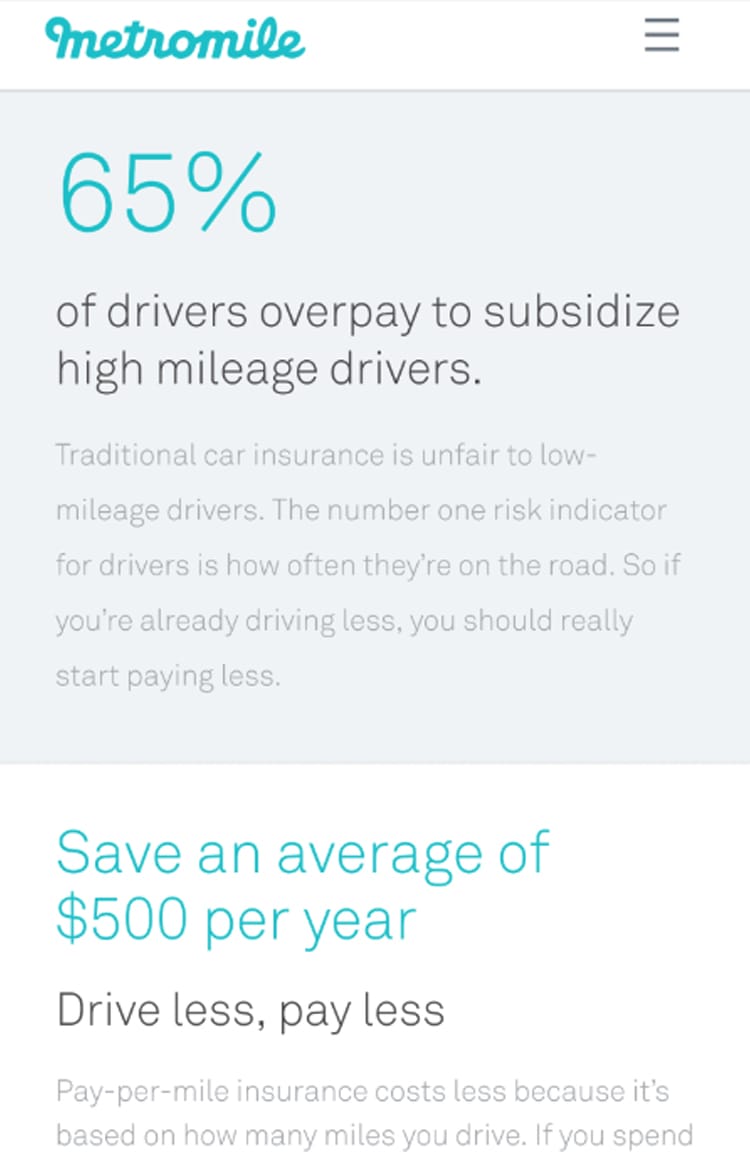 metromile
65%
of drivers overpay to subsidize
high mileage drivers.
Traditional car insurance is unfair to low-
mileage drivers. The number one risk indicator
for drivers is how often they're on the road. So if
you're already driving less, you should really
start paying less.
Save an average of
$500 per year
Drive less, pay less
Pay-per-mile insurance costs less because it's
based on how many miles you drive. If you spend